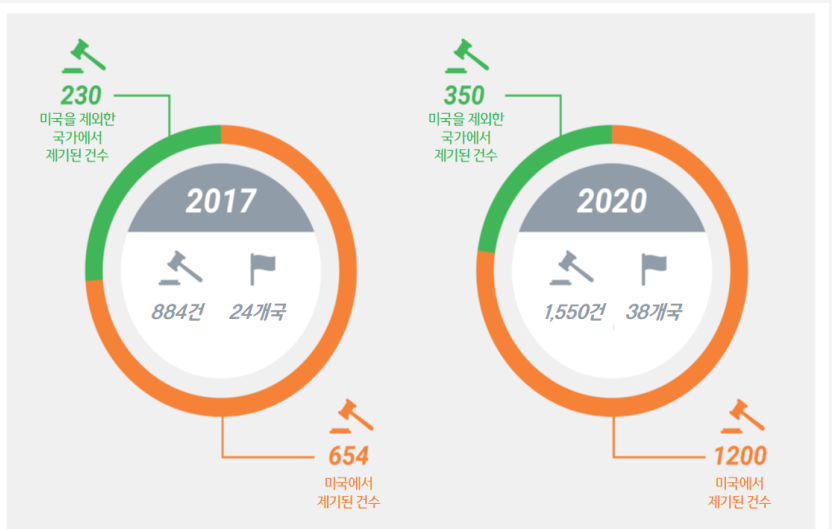 230
미국을 제외한
국가에서
제기된 건수
2017
884건 24개국
654
미국에서
제기된 건수
350
미국을 제외한
국가에서
제기된 건수
2020
1,550건 38개국
1200
미국에서
제기된 건수